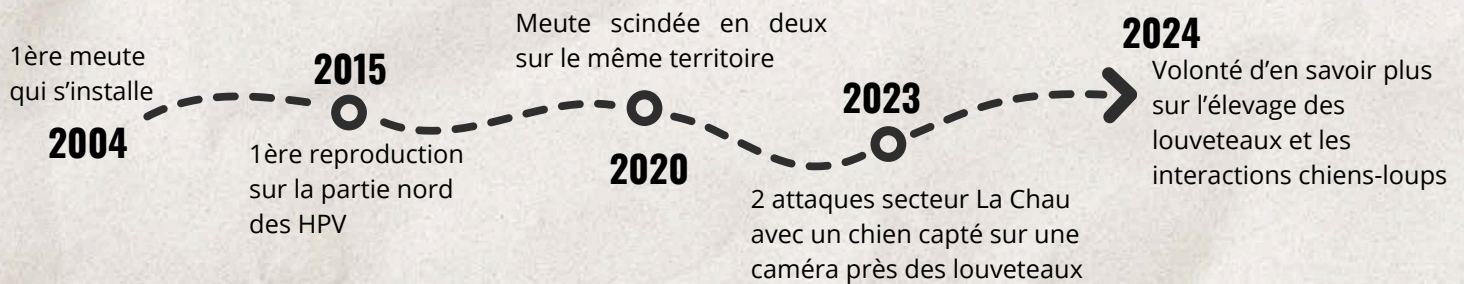 1ère meute
qui s'installe
2004
2015
1ère reproduction
sur la partie nord
des HPV
Meute scindée en deux
sur le même territoire
2020
2023
2 attaques secteur La Chau
avec un chien capté sur une
caméra près des louveteaux
2024
Volonté d'en savoir plus
sur l'élevage des
louveteaux et les
interactions chiens-loups